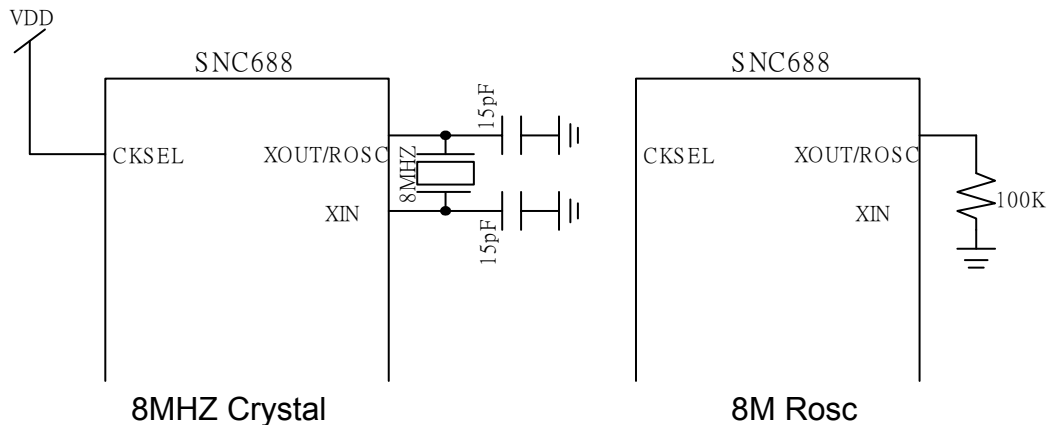 VDD
SNC688
CKSEL
XOUT/ROSC
XIN
8MHZ
15pF
15pF
8MHZ Crystal
SNC688
CKSEL
XOUT/ROSC
XIN
100K
8M Rosc